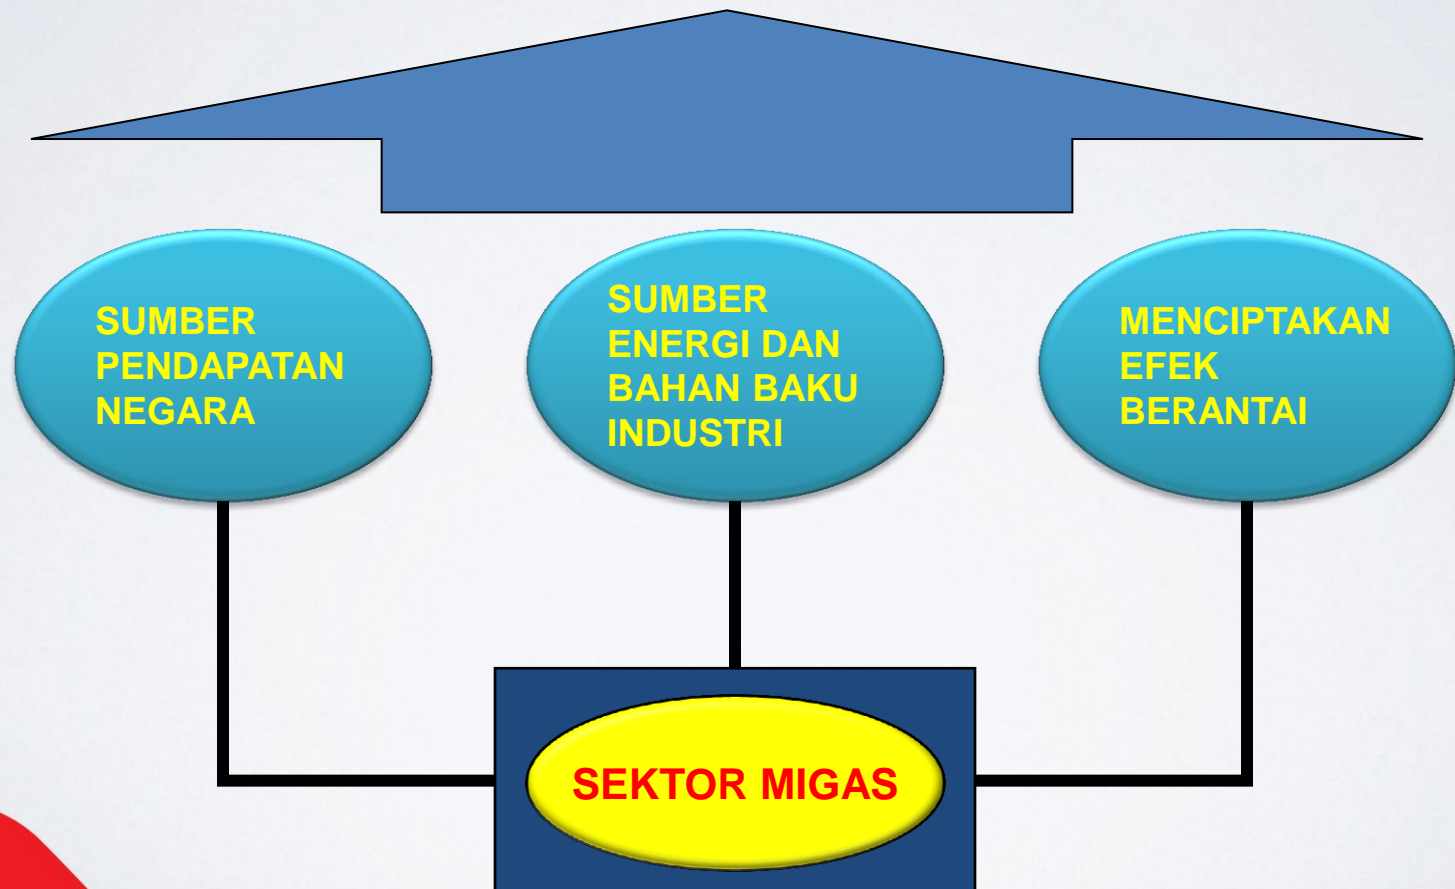 SUMBER
PENDAPATAN
NEGARA
SUMBER
ENERGI DAN
BAHAN BAKU
INDUSTRI
MENCIPTAKAN
EFEK
BERANTAI
SEKTOR MIGAS